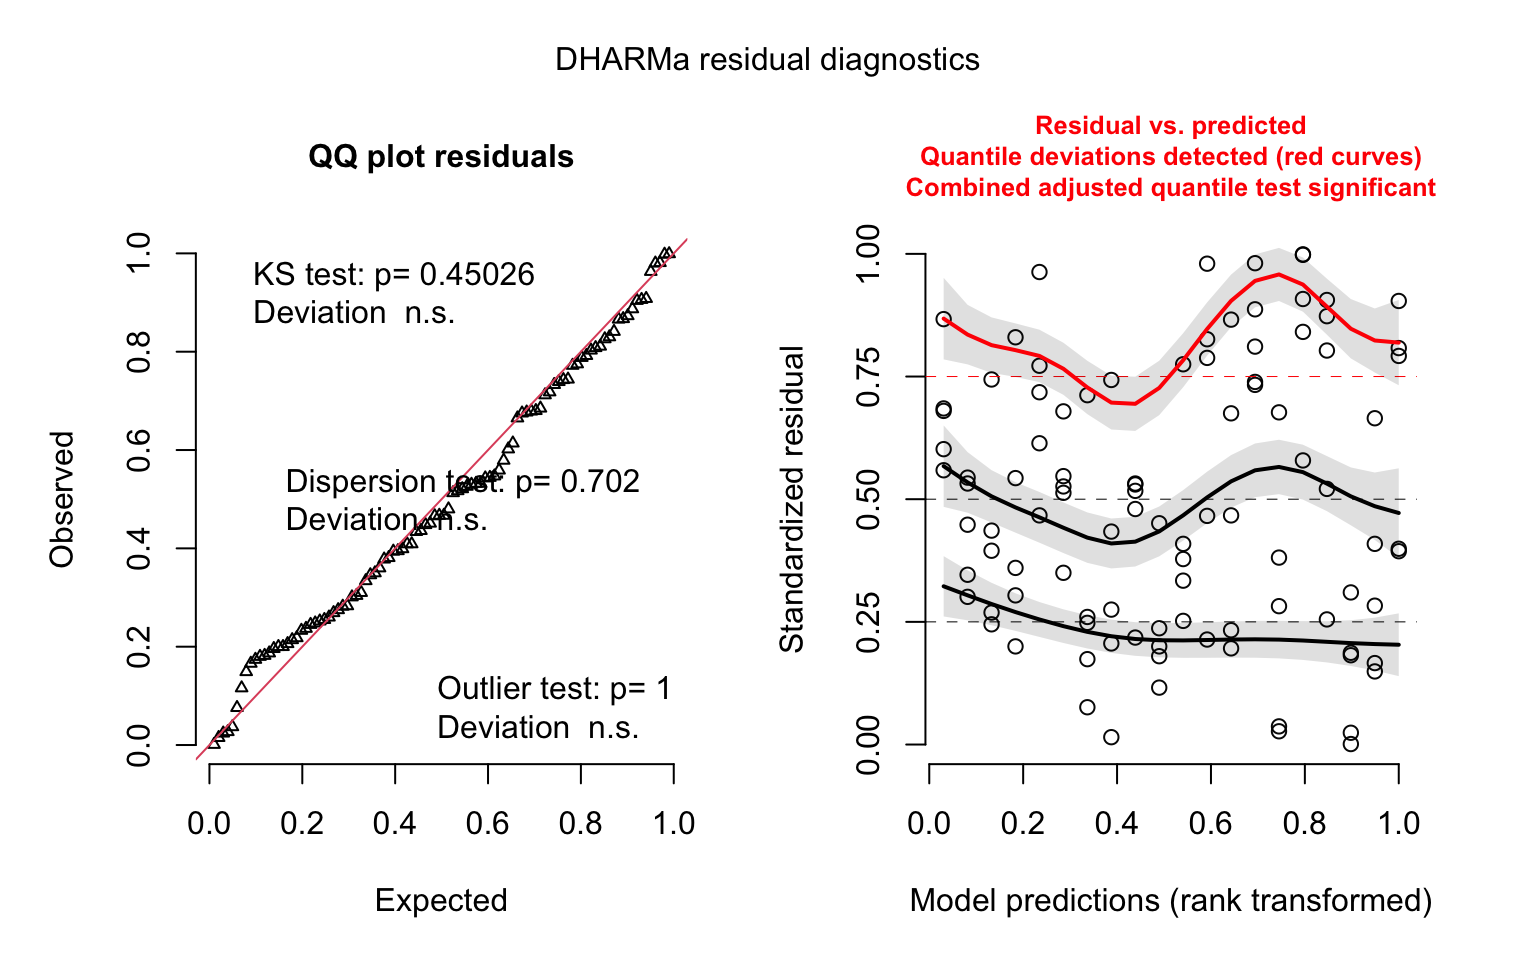 DHARMa residual diagnostics
QQ plot residuals
KS test: p= 0.45026
Deviation  n.s.
Dispersion test: p= 0.702
Deviation  n.s.
Outlier test: p= 1
Deviation  n.s.
Observed
0.0
0.2
0.4
0.6
0.8
1.0
0.0 0.2 0.4 0.6 0.8 1.0
Expected
Residual vs. predicted
Quantile deviations detected (red curves)
Combined adjusted quantile test significant
Standardized residual
0.00
0.25
0.50
0.75
1.00
0.0 0.2 0.4 0.6 0.8 1.0
Model predictions (rank transformed)